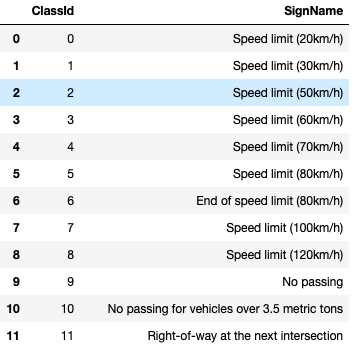 ClassId SignName
0 0 Speed limit (20km/h)
1 1 Speed limit (30km/h)
2 2 Speed limit (50km/h)
3 3 Speed limit (60km/h)
4 4 Speed limit (70km/h)
5 5 Speed limit (80km/h)
6 6 End of speed limit (80km/h)
7 7 Speed limit (100km/h)
8 8 Speed limit (120km/h)
9 9 No passing
10 10 No passing for vehicles over 3.5 metric tons
11 11 Right-of-way at the next intersection